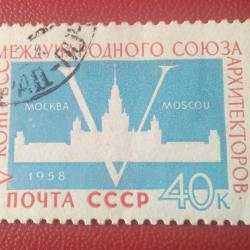 V КОНГРЕСС
МЕЖДУНАРОДНОГО СОЮЗА
АРХИТЕКТОРОВ
МОСКВА
MOSCOU
1958
40К
ПОЧТА СССР